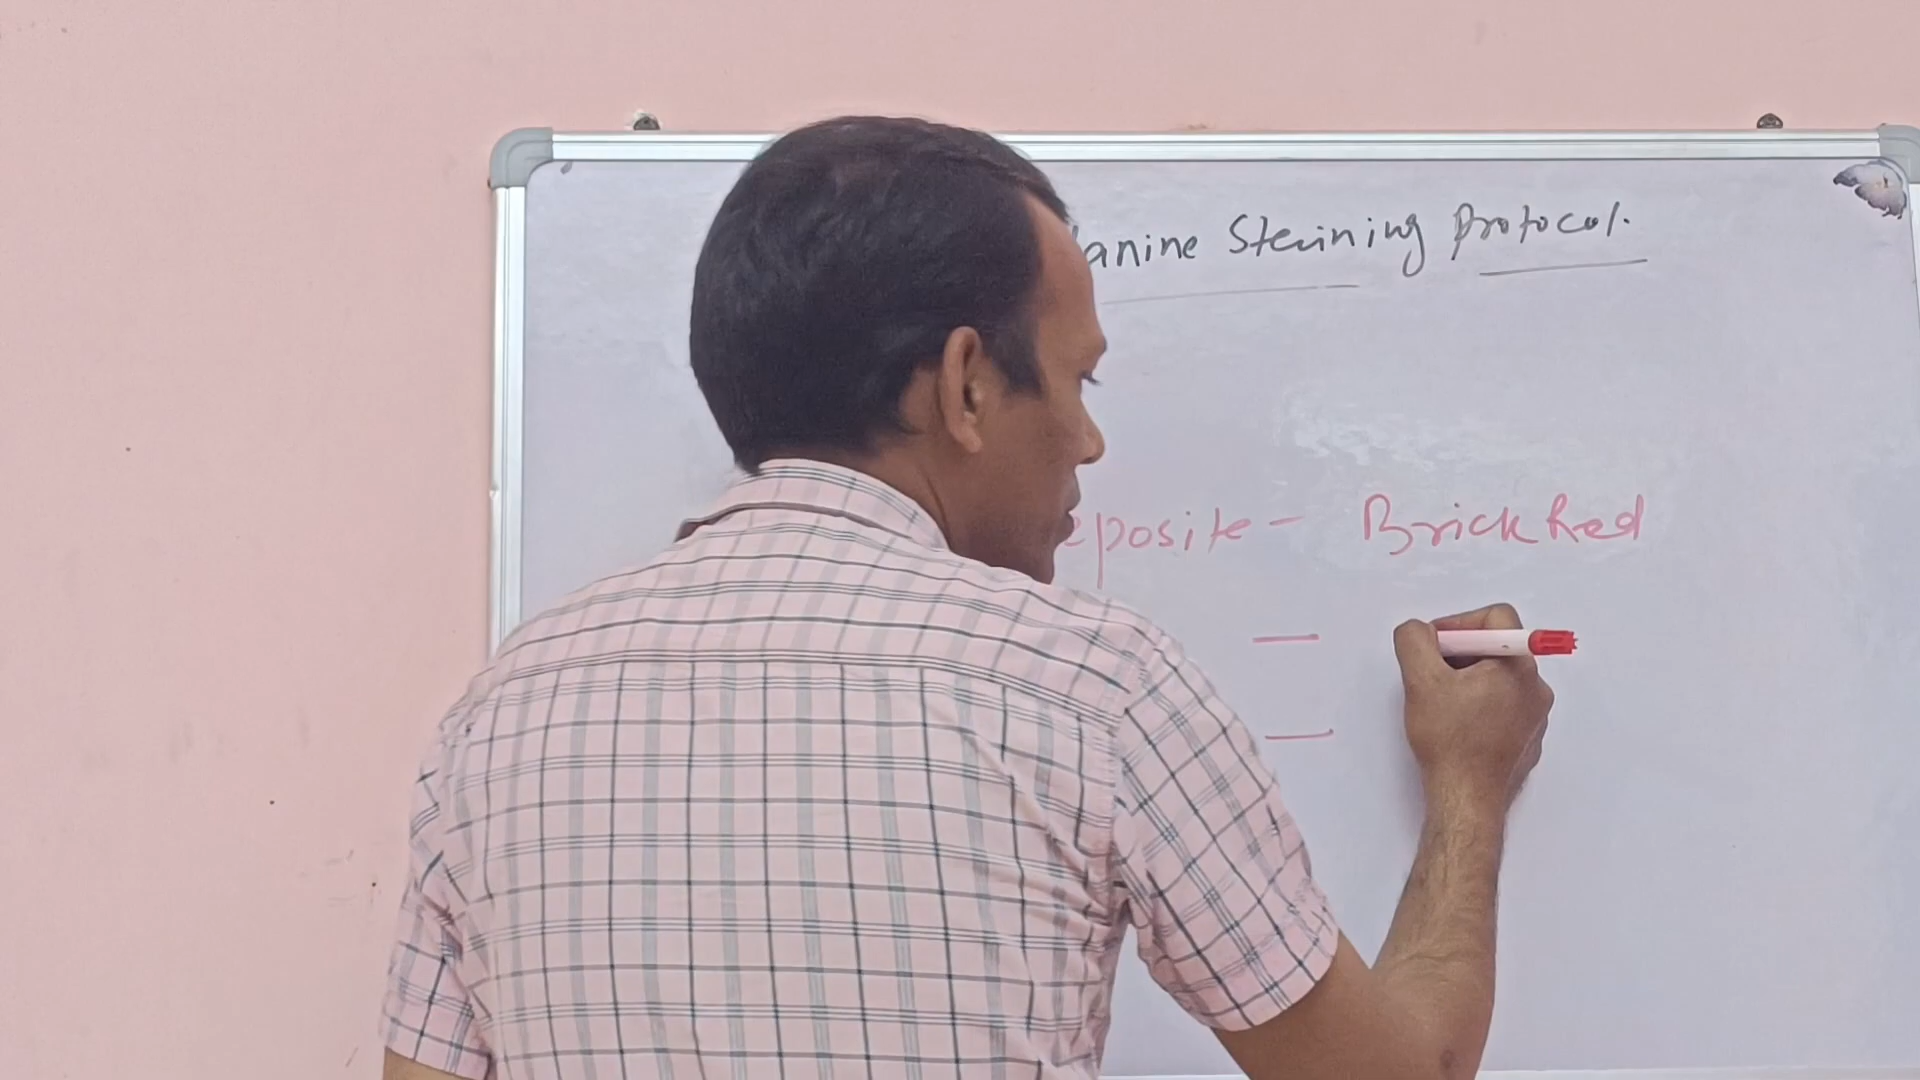 anine Staining Protocol.
eposite - Brick Red
—
—